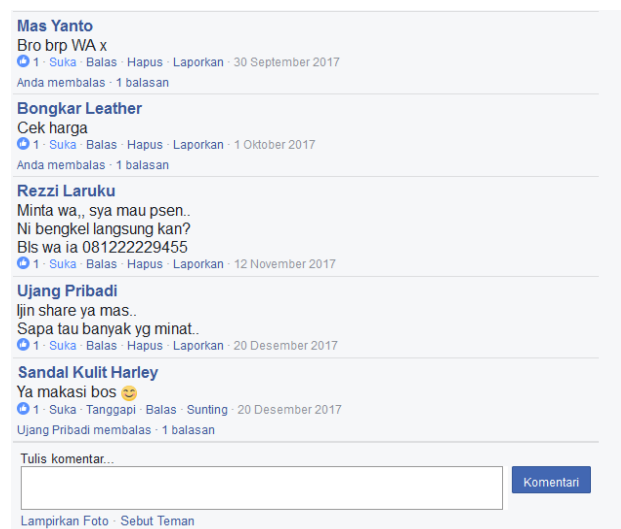 Mas Yanto
Bro brp WA x
1 · Suka · Balas · Hapus · Laporkan · 30 September 2017
Anda membalas · 1 balasan
Bongkar Leather
Cek harga
1 · Suka · Balas · Hapus · Laporkan · 1 Oktober 2017
Anda membalas · 1 balasan
Rezzi Laruku
Minta wa,, sya mau psen..
Ni bengkel langsung kan?
Bls wa ia 081222229455
1 · Suka · Balas · Hapus · Laporkan · 12 November 2017
Ujang Pribadi
Ijin share ya mas..
Sapa tau banyak yg minat..
1 · Suka · Balas · Hapus · Laporkan · 20 Desember 2017
Sandal Kulit Harley
Ya makasi bos 😊
1 · Suka · Tanggapi · Balas · Sunting · 20 Desember 2017
Ujang Pribadi membalas · 1 balasan
Tulis komentar...
Komentari
Lampirkan Foto · Sebut Teman